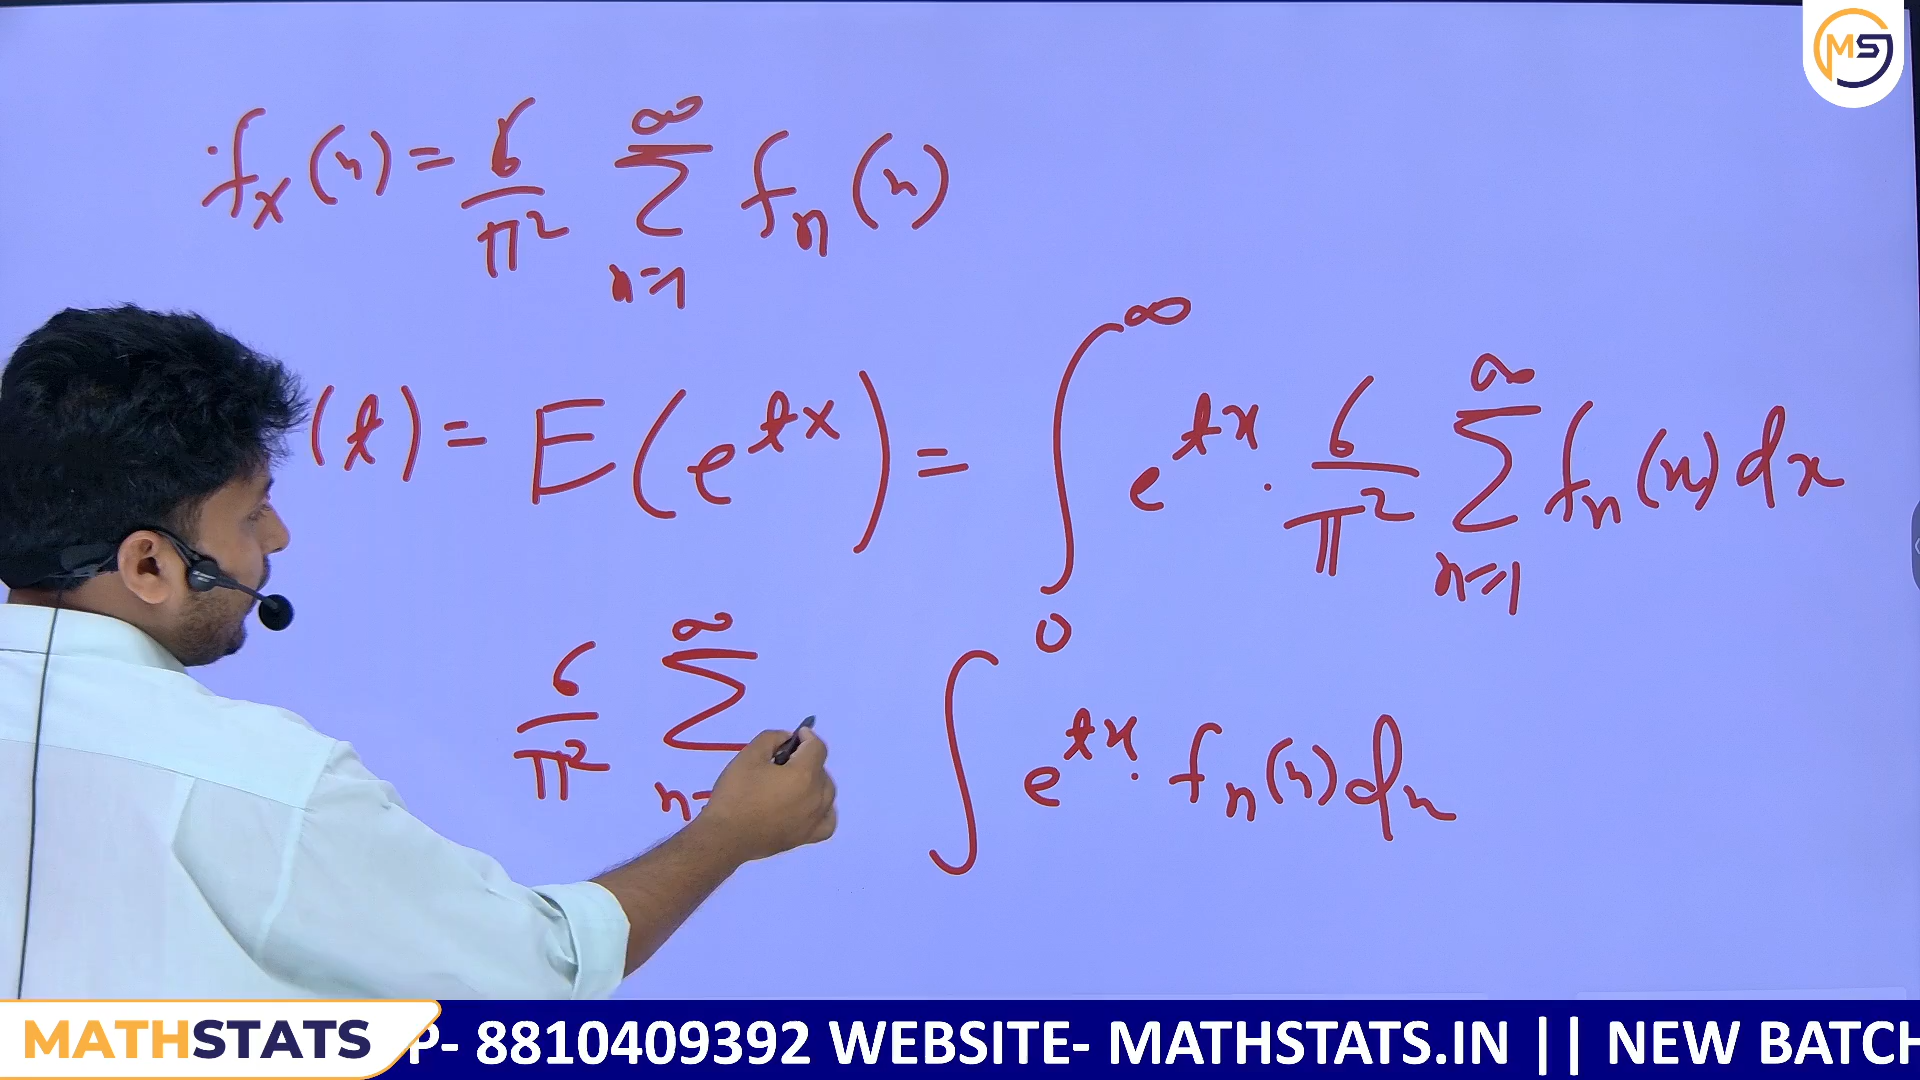 MS
f_X(x) = 6/π² ∑_{n=1}^{∞} f_n(x)
(t) = E(e^{tx}) = ∫_0^∞ e^{tx} · 6/π² ∑_{n=1}^{∞} f_n(x) dx
6/π² ∑_{n=}^{∞} ∫ e^{tx} · f_n(x) dx
MATHSTATS P- 8810409392 WEBSITE- MATHSTATS.IN || NEW BATCH